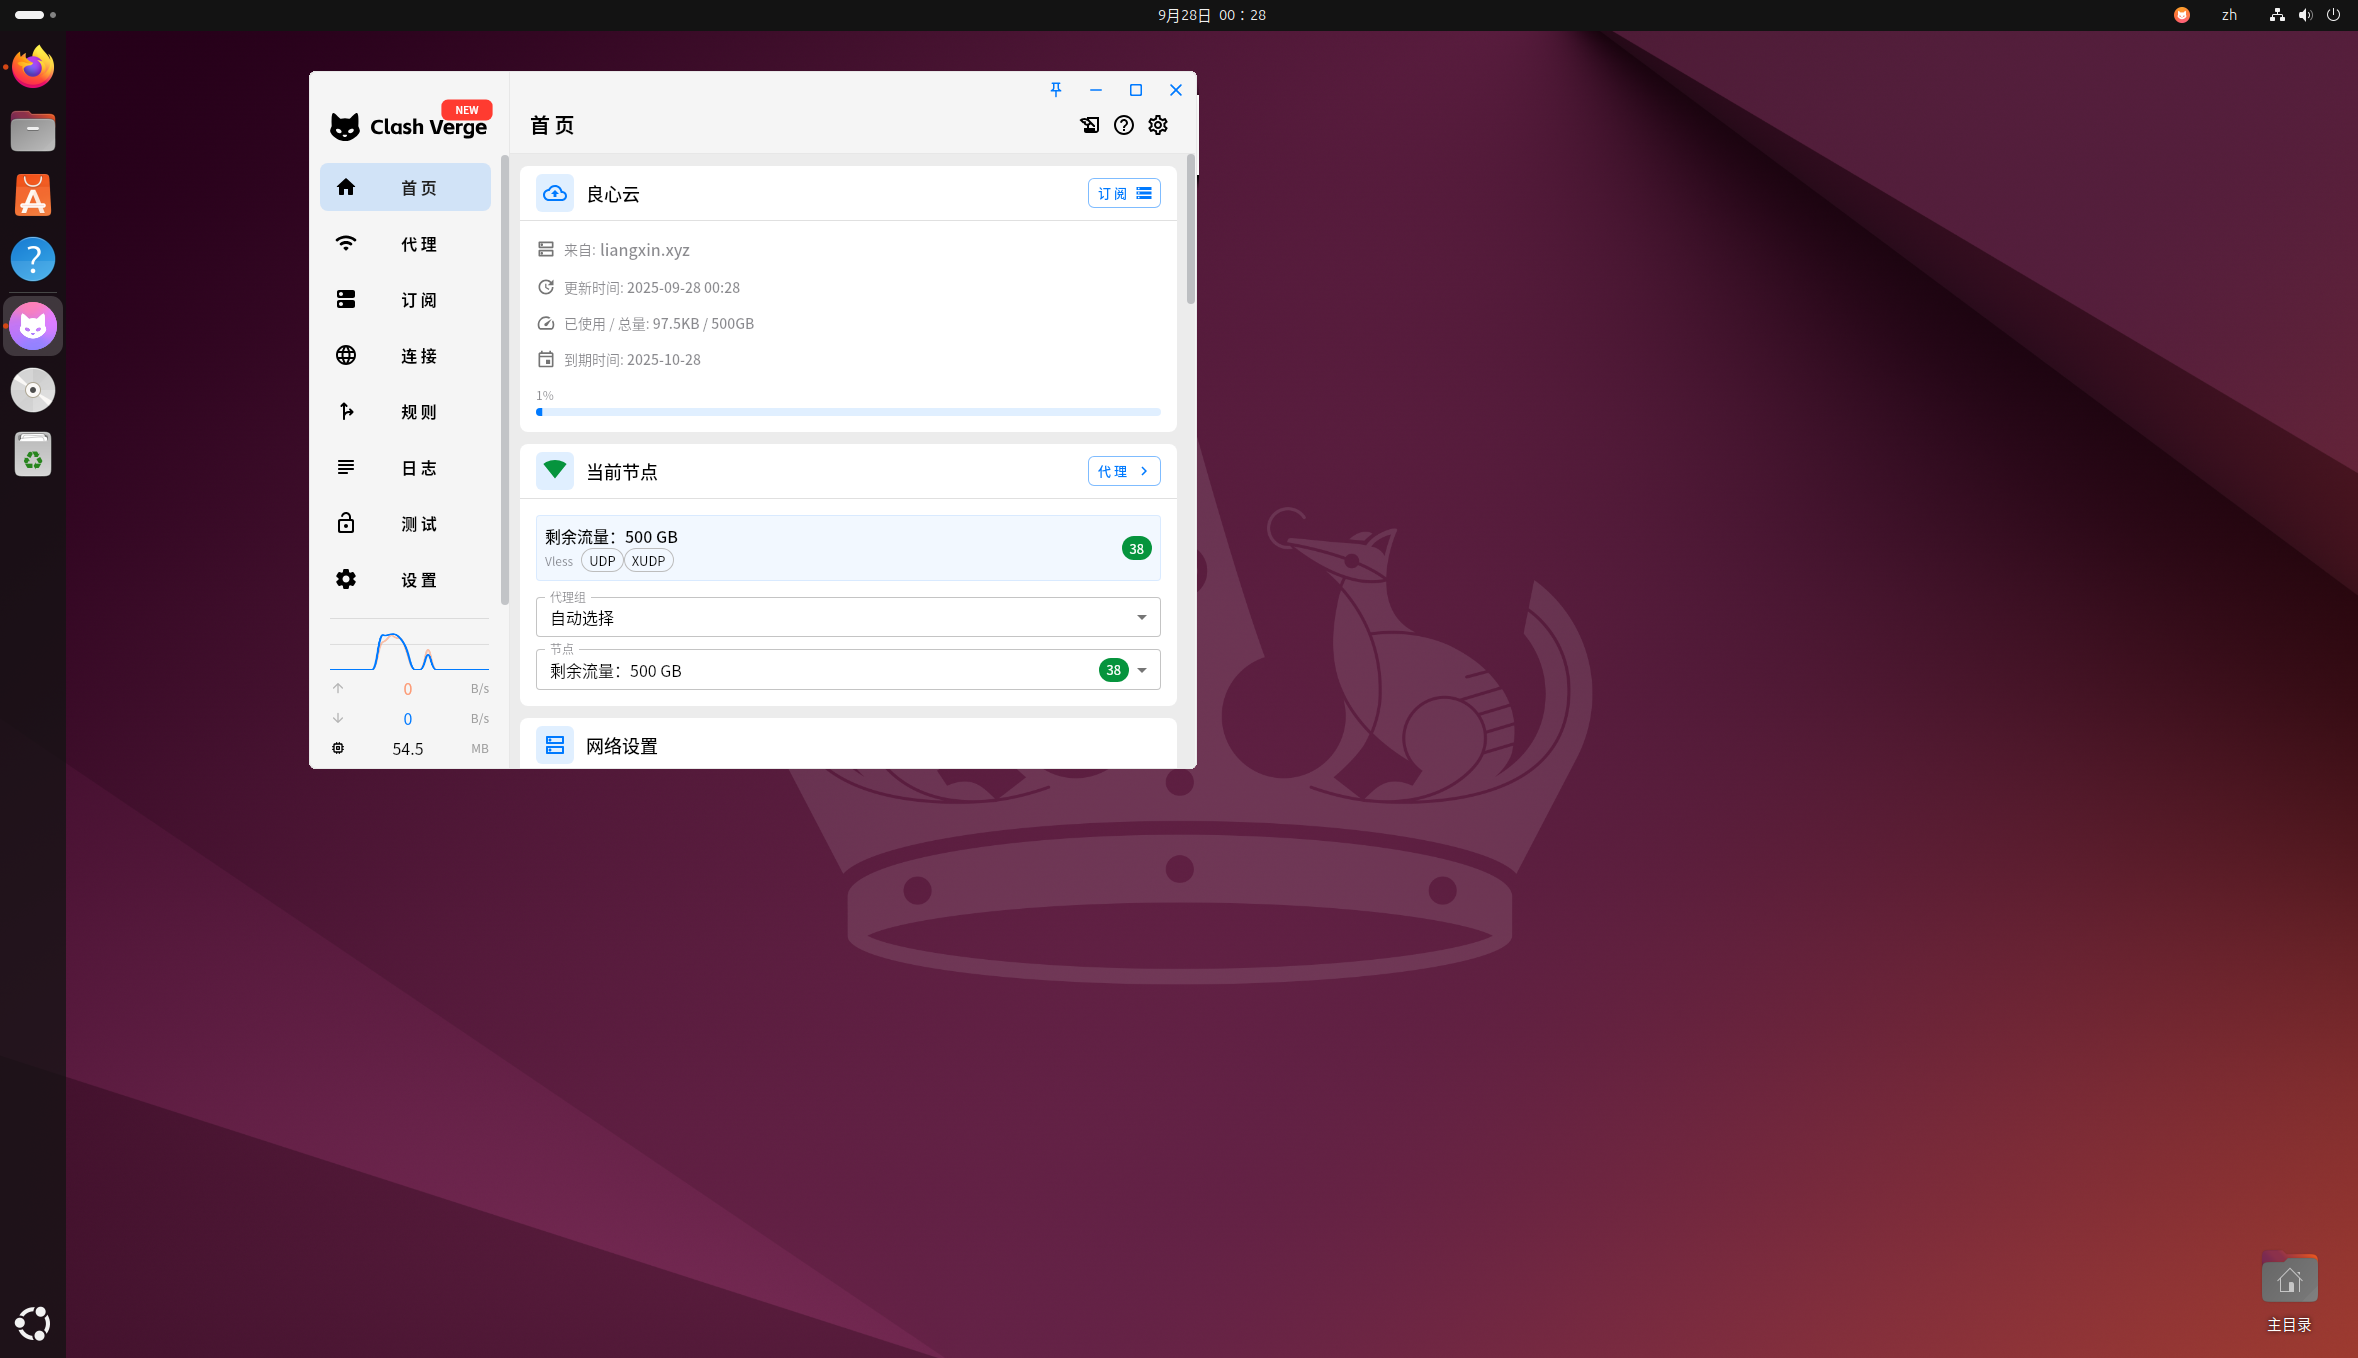 9月28日 00：28
zh
NEW
Clash Verge
首页
首页
代理
订阅
连接
规则
日志
测试
设置
0 B/s
0 B/s
54.5 MB
良心云
订阅
来自: liangxin.xyz
更新时间: 2025-09-28 00:28
已使用 / 总量: 97.5KB / 500GB
到期时间: 2025-10-28
1%
当前节点
代理
剩余流量：500 GB
Vless UDP XUDP
38
代理组
自动选择
节点
剩余流量：500 GB
38
网络设置
主目录